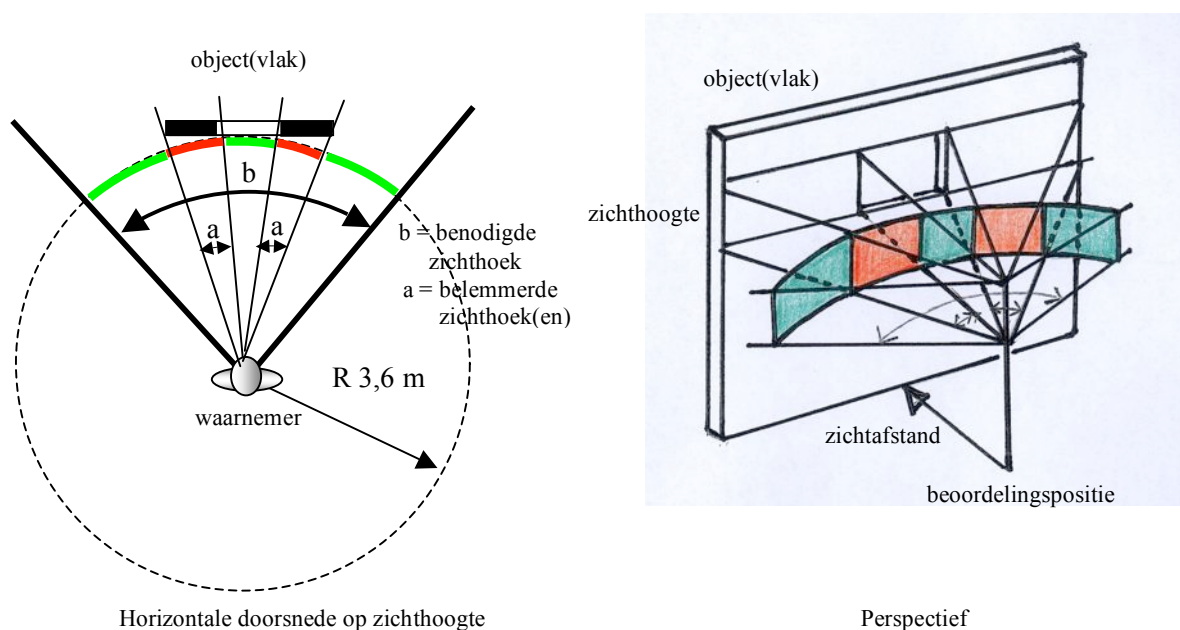 object(vlak)
b
a
a
b = benodigde
zichthoek
a = belemmerde
zichthoek(en)
R 3,6 m
waarnemer
Horizontale doorsnede op zichthoogte
object(vlak)
zichthoogte
zichtafstand
beoordelingspositie
Perspectief